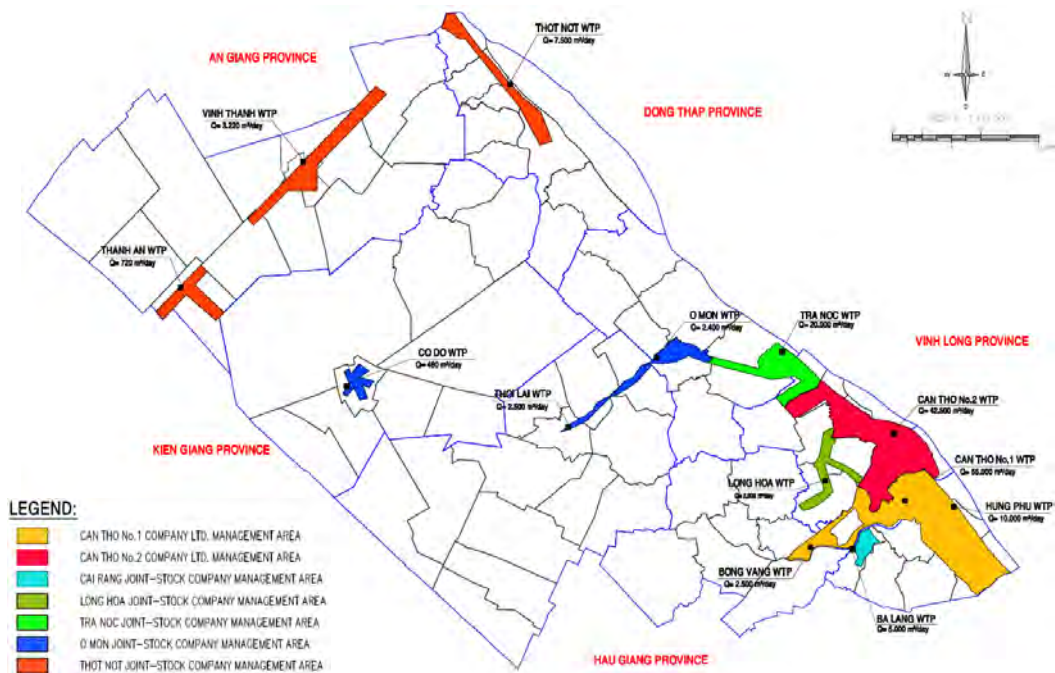 AN GIANG PROVINCE
THOT NOT WTP
Q= 7.500 m³/day
N
DONG THAP PROVINCE
VINH THANH WTP
Q= 3.220 m³/day
THANH AN WTP
Q= 720 m³/day
O MON WTP
Q= 2.400 m³/day
TRA NOC WTP
Q= 20.000 m³/day
VINH LONG PROVINCE
CO DO WTP
Q= 480 m³/day
THOI LAI WTP
Q= 2.500 m³/day
CAN THO No.2 WTP
Q= 42.500 m³/day
KIEN GIANG PROVINCE
CAN THO No.1 WTP
Q= 55.000 m³/day
LONG HOA WTP
HUNG PHU WTP
Q= 10.000 m³/day
BONG VANG WTP
Q= 2.500 m³/day
BA LANG WTP
Q= 5.000 m³/day
HAU GIANG PROVINCE
LEGEND:
CAN THO No.1 COMPANY LTD. MANAGEMENT AREA
CAN THO No.2 COMPANY LTD. MANAGEMENT AREA
CAI RANG JOINT-STOCK COMPANY MANAGEMENT AREA
LONG HOA JOINT-STOCK COMPANY MANAGEMENT AREA
TRA NOC JOINT-STOCK COMPANY MANAGEMENT AREA
O MON JOINT-STOCK COMPANY MANAGEMENT AREA
THOT NOT JOINT-STOCK COMPANY MANAGEMENT AREA